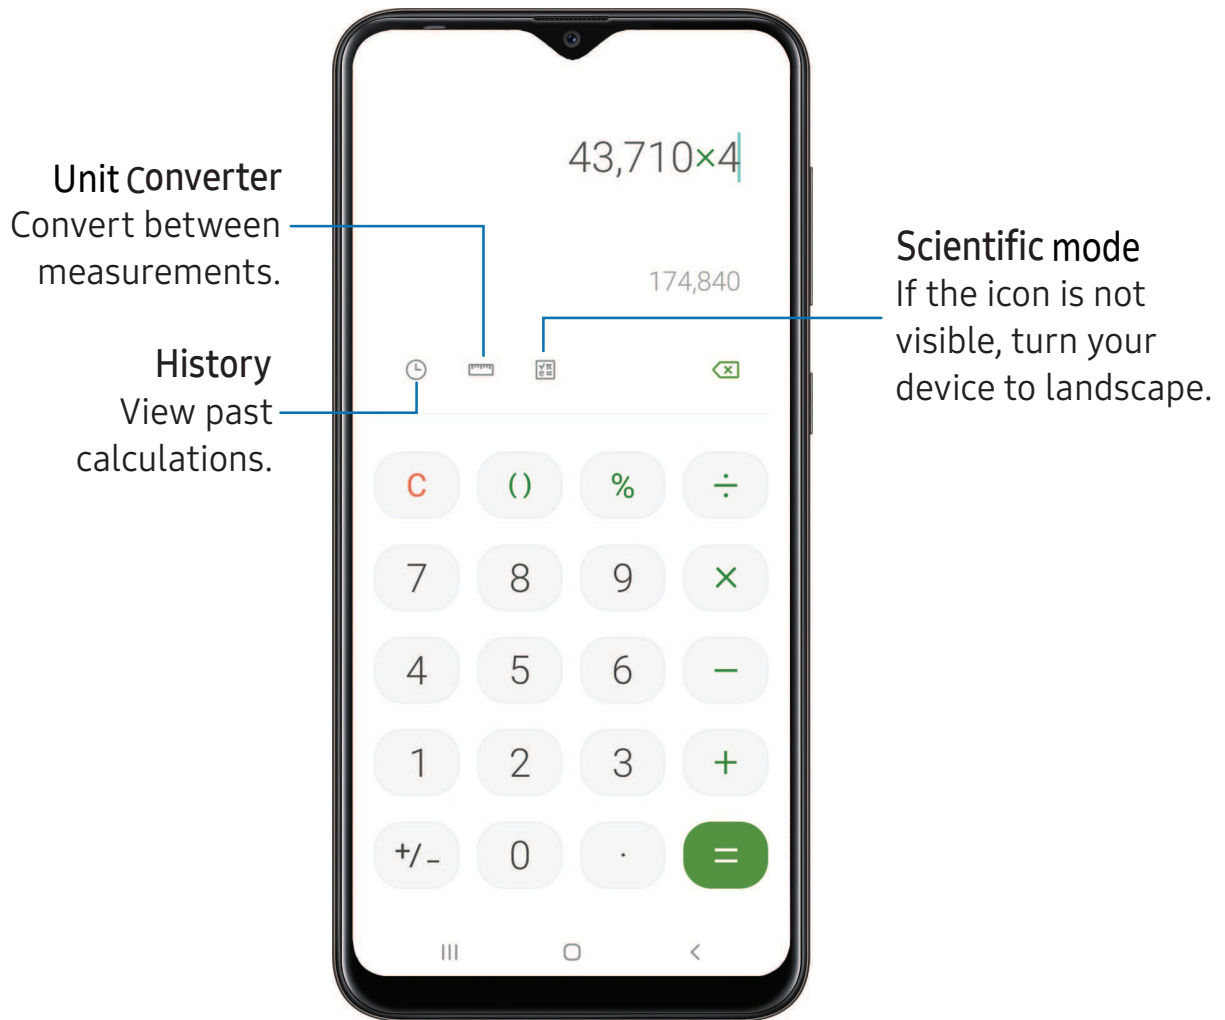 43,710×4
Unit Converter
Convert between
measurements.
174,840
Scientific mode
If the icon is not
visible, turn your
device to landscape.
History
View past
calculations.
√π
e=
C () % ÷
7 8 9 ×
4 5 6 −
1 2 3 +
+/− 0 . =